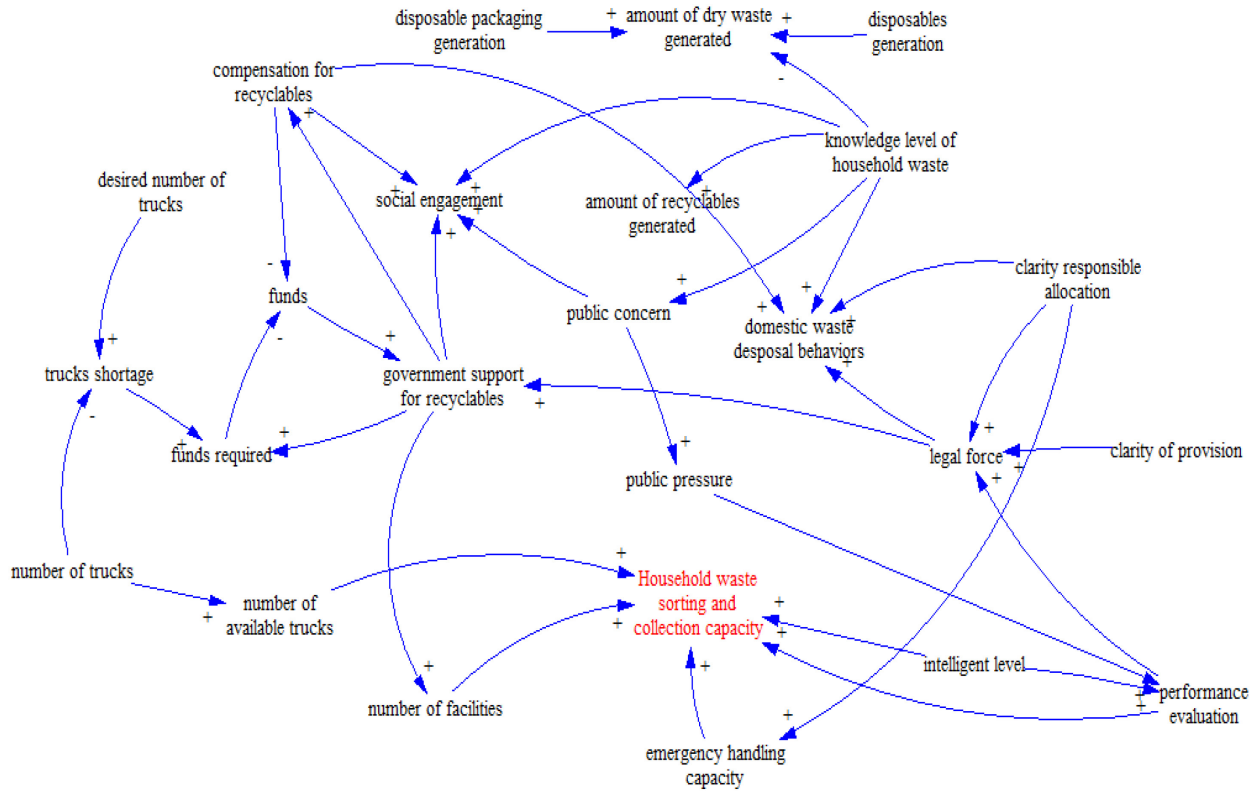 disposable packaging
generation
+ amount of dry waste +
generated
disposables
generation
-
compensation for
recyclables
+
knowledge level of
household waste
desired number of
trucks
+ +
social engagement +
+
+
amount of recyclables
generated
clarity responsible
allocation
-
funds
-
+
public concern
+ + +
domestic waste
desposal behaviors
+
+
trucks shortage
-
+
government support
for recyclables
+
+
+
funds required
+
legal force
+ +
clarity of provision
+
public pressure
number of trucks
+
number of
available trucks
+
Household waste
sorting and
collection capacity
+
+
+
intelligent level
+
+
performance
evaluation
+
number of facilities
+
+
emergency handling
capacity